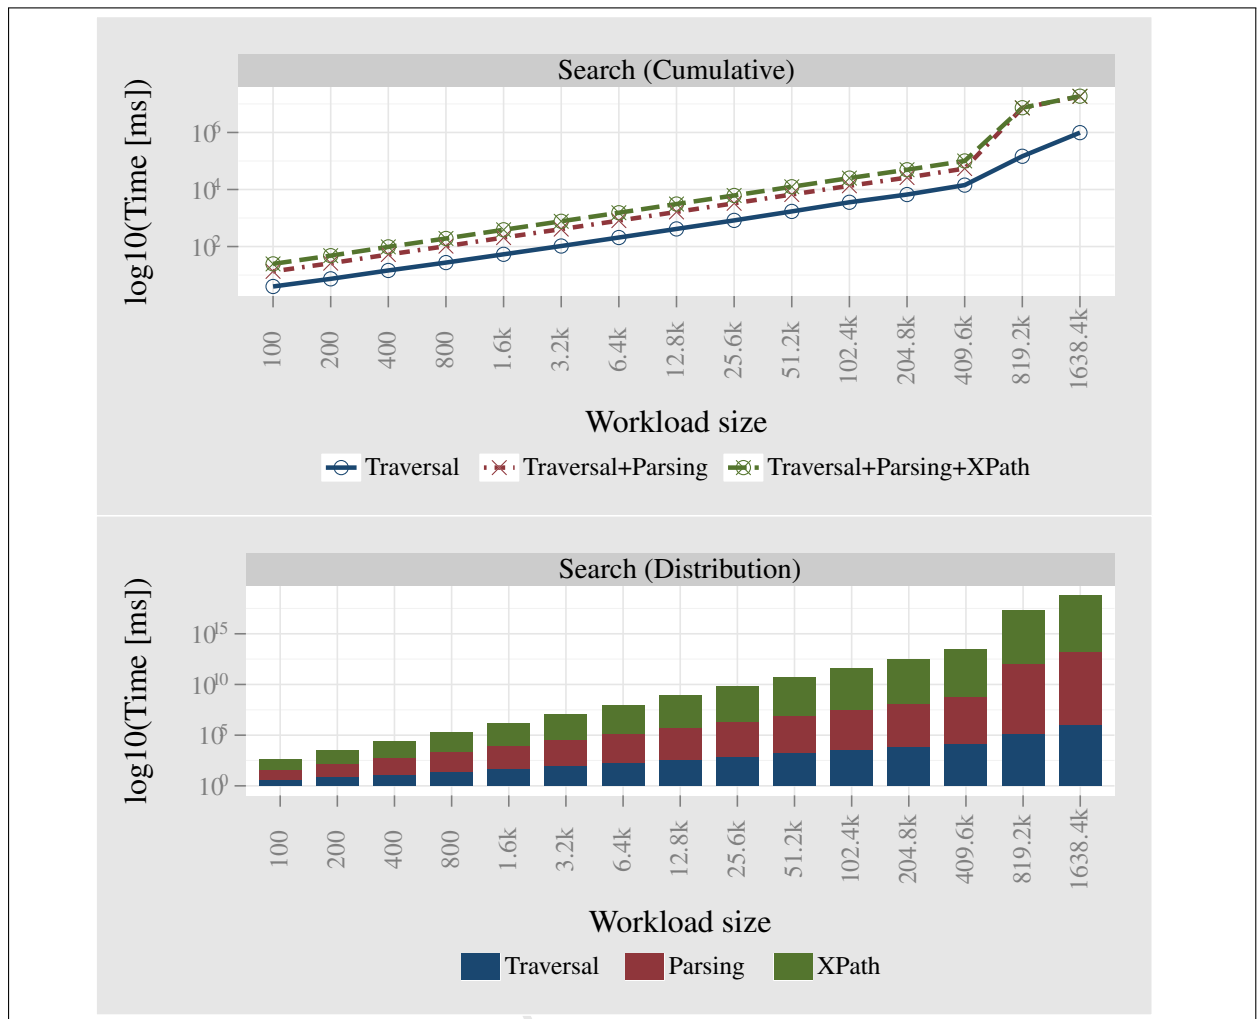 Search (Cumulative)
log10(Time [ms])
10^6
10^4
10^2
100 200 400 800 1.6k 3.2k 6.4k 12.8k 25.6k 51.2k 102.4k 204.8k 409.6k 819.2k 1638.4k
Workload size
Traversal Traversal+Parsing Traversal+Parsing+XPath
Search (Distribution)
log10(Time [ms])
10^15
10^10
10^5
10^0
100 200 400 800 1.6k 3.2k 6.4k 12.8k 25.6k 51.2k 102.4k 204.8k 409.6k 819.2k 1638.4k
Workload size
Traversal Parsing XPath